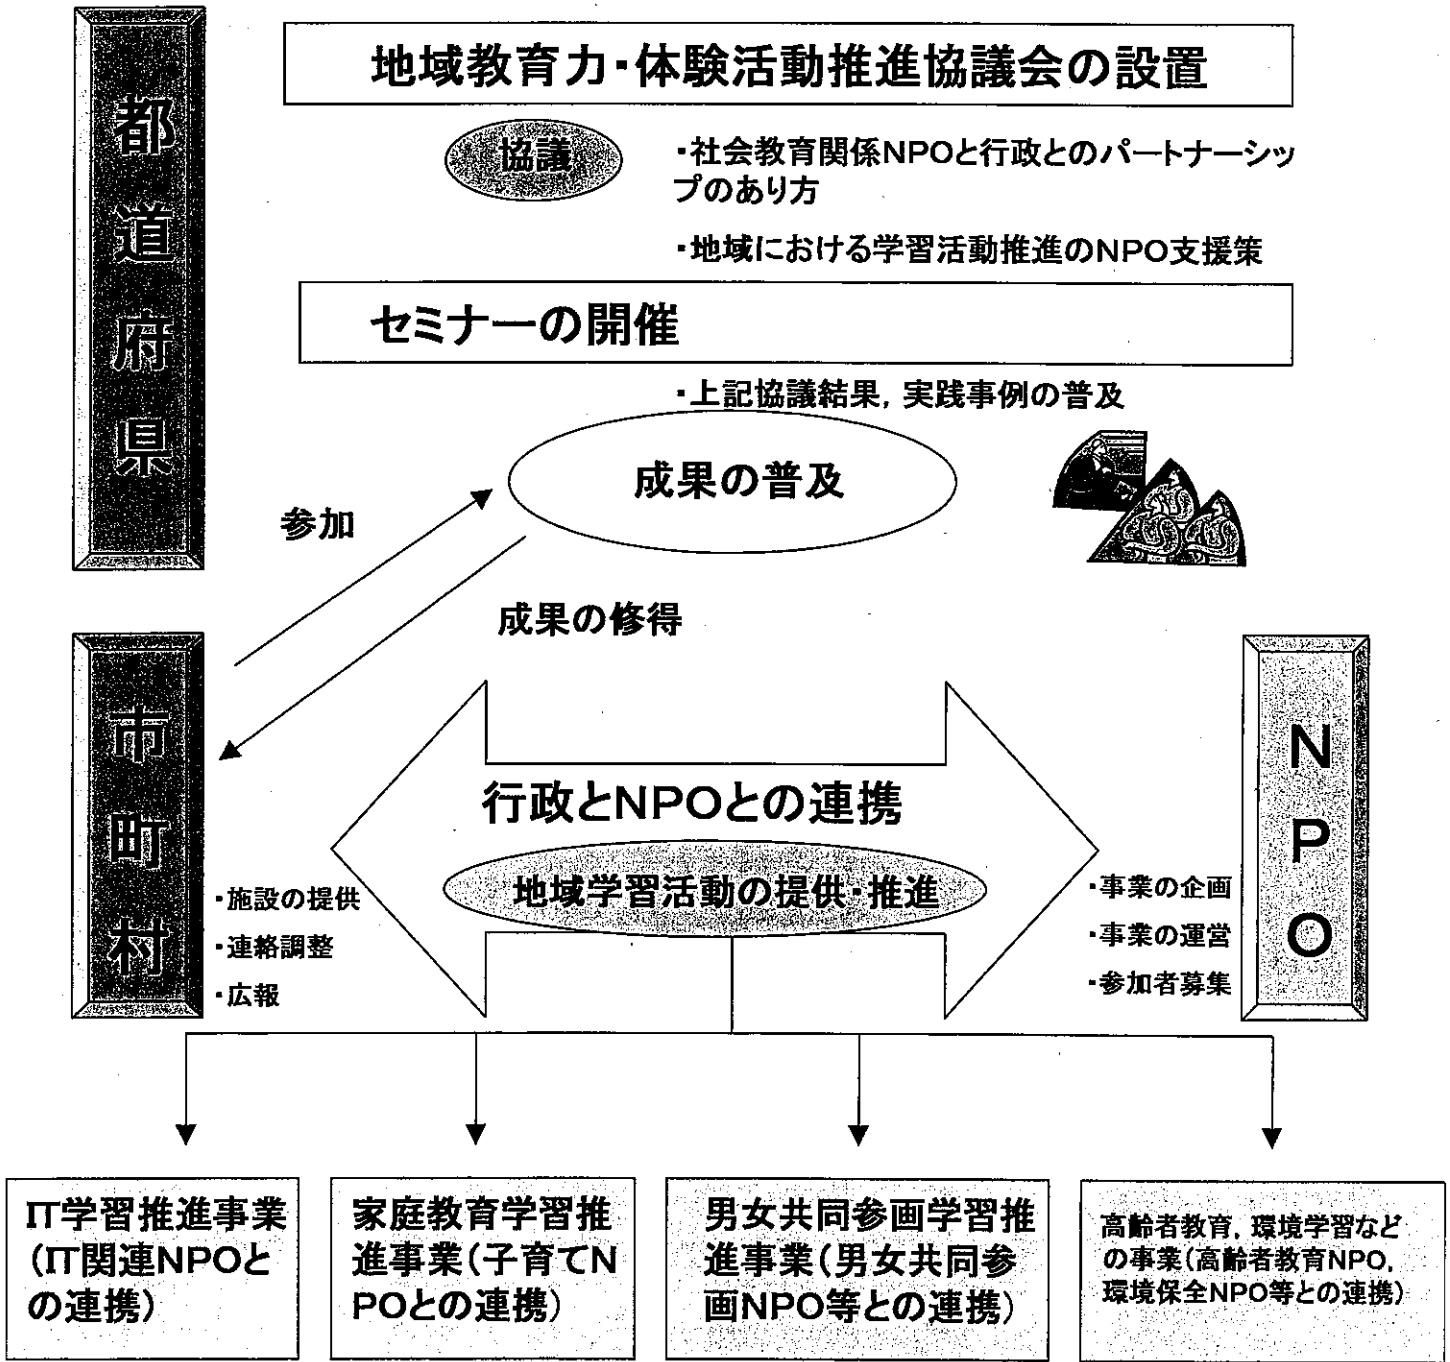 都道府県
地域教育力・体験活動推進協議会の設置
協議
・社会教育関係NPOと行政とのパートナーシッ
プのあり方
・地域における学習活動推進のNPO支援策
セミナーの開催
・上記協議結果，実践事例の普及
成果の普及
参加
成果の修得
市町村
・施設の提供
・連絡調整
・広報
行政とNPOとの連携
地域学習活動の提供・推進
NPO
・事業の企画
・事業の運営
・参加者募集
IT学習推進事業
(IT関連NPOと
の連携)
家庭教育学習推
進事業(子育てN
POとの連携)
男女共同参画学習推
進事業(男女共同参
画NPO等との連携)
高齢者教育，環境学習など
の事業(高齢者教育NPO，
環境保全NPO等との連携)